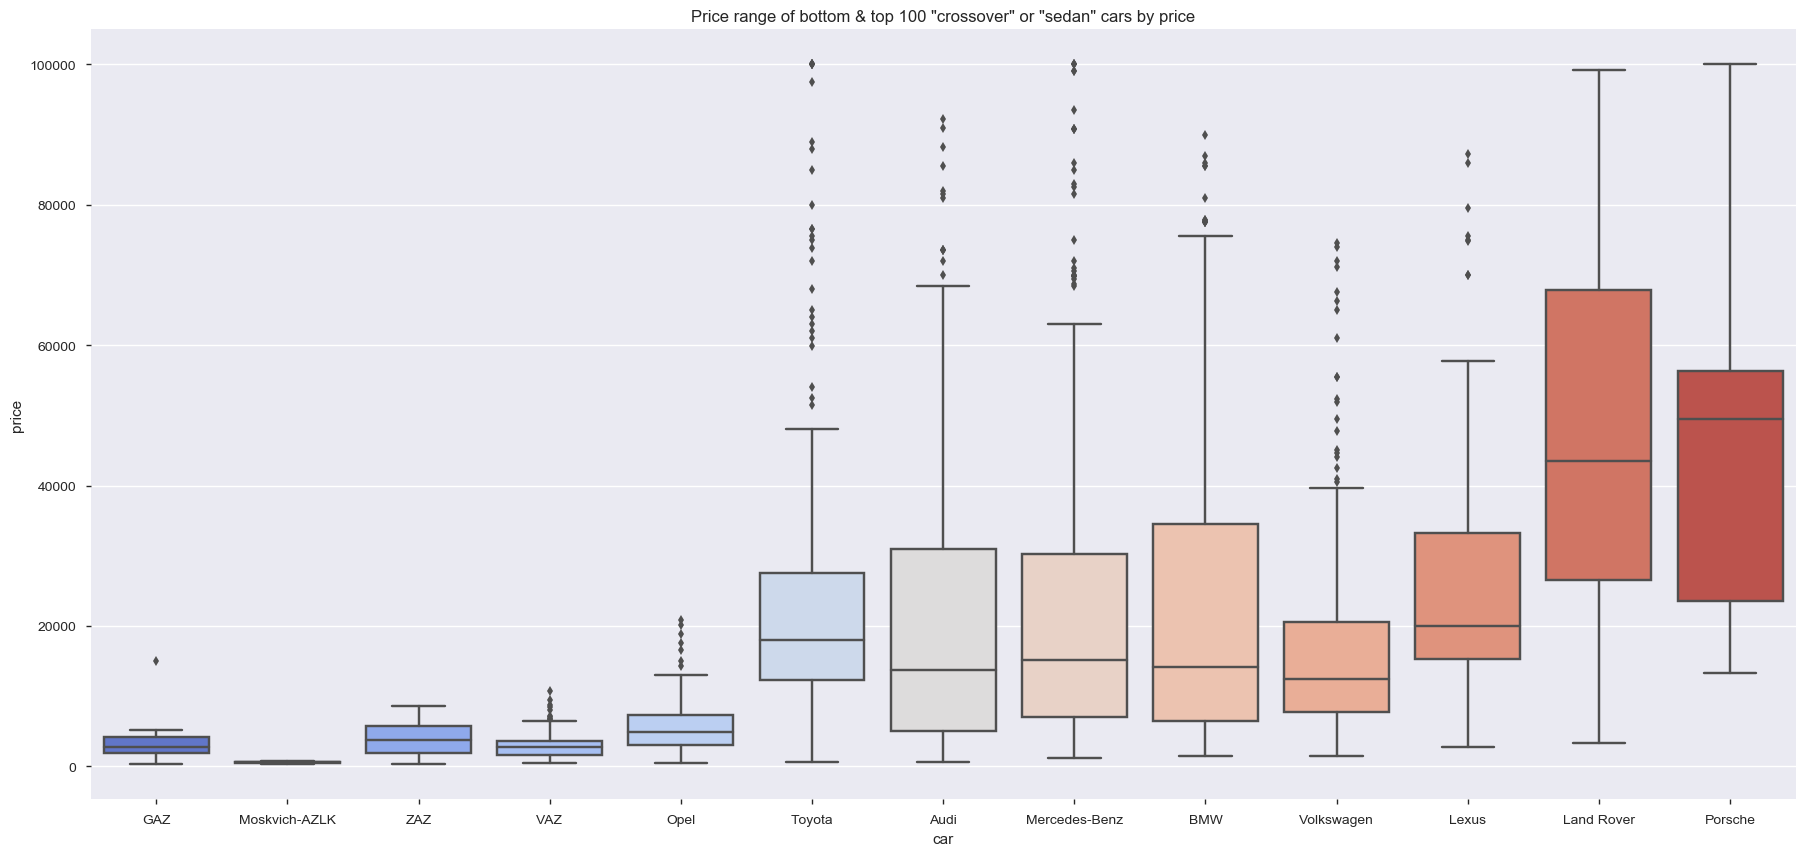 Price range of bottom & top 100 "crossover" or "sedan" cars by price
100000
80000
60000
40000
20000
0
price
GAZ Moskvich-AZLK ZAZ VAZ Opel Toyota Audi Mercedes-Benz BMW Volkswagen Lexus Land Rover Porsche
car